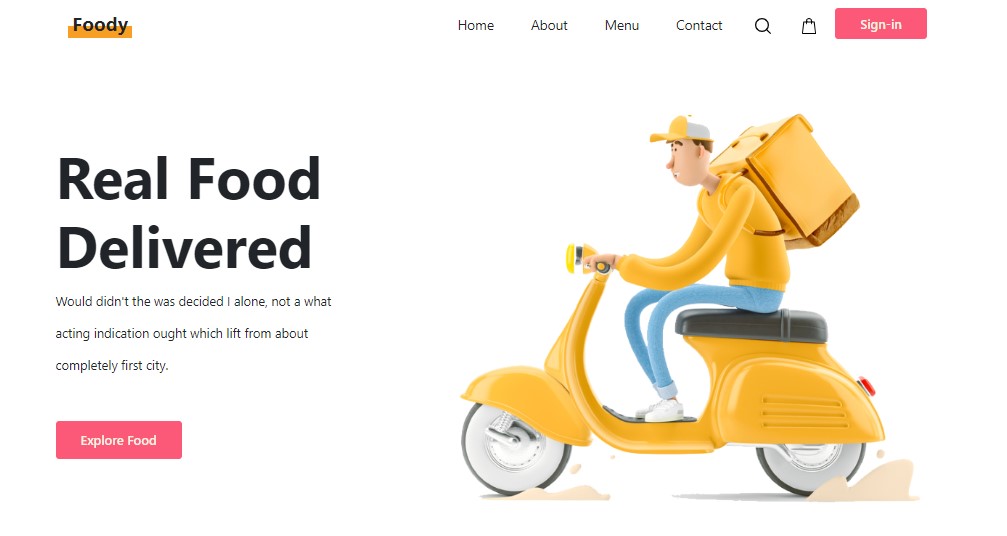 Foody
Home About Menu Contact Sign-in
Real Food
Delivered
Would didn't the was decided I alone, not a what
acting indication ought which lift from about
completely first city.
Explore Food